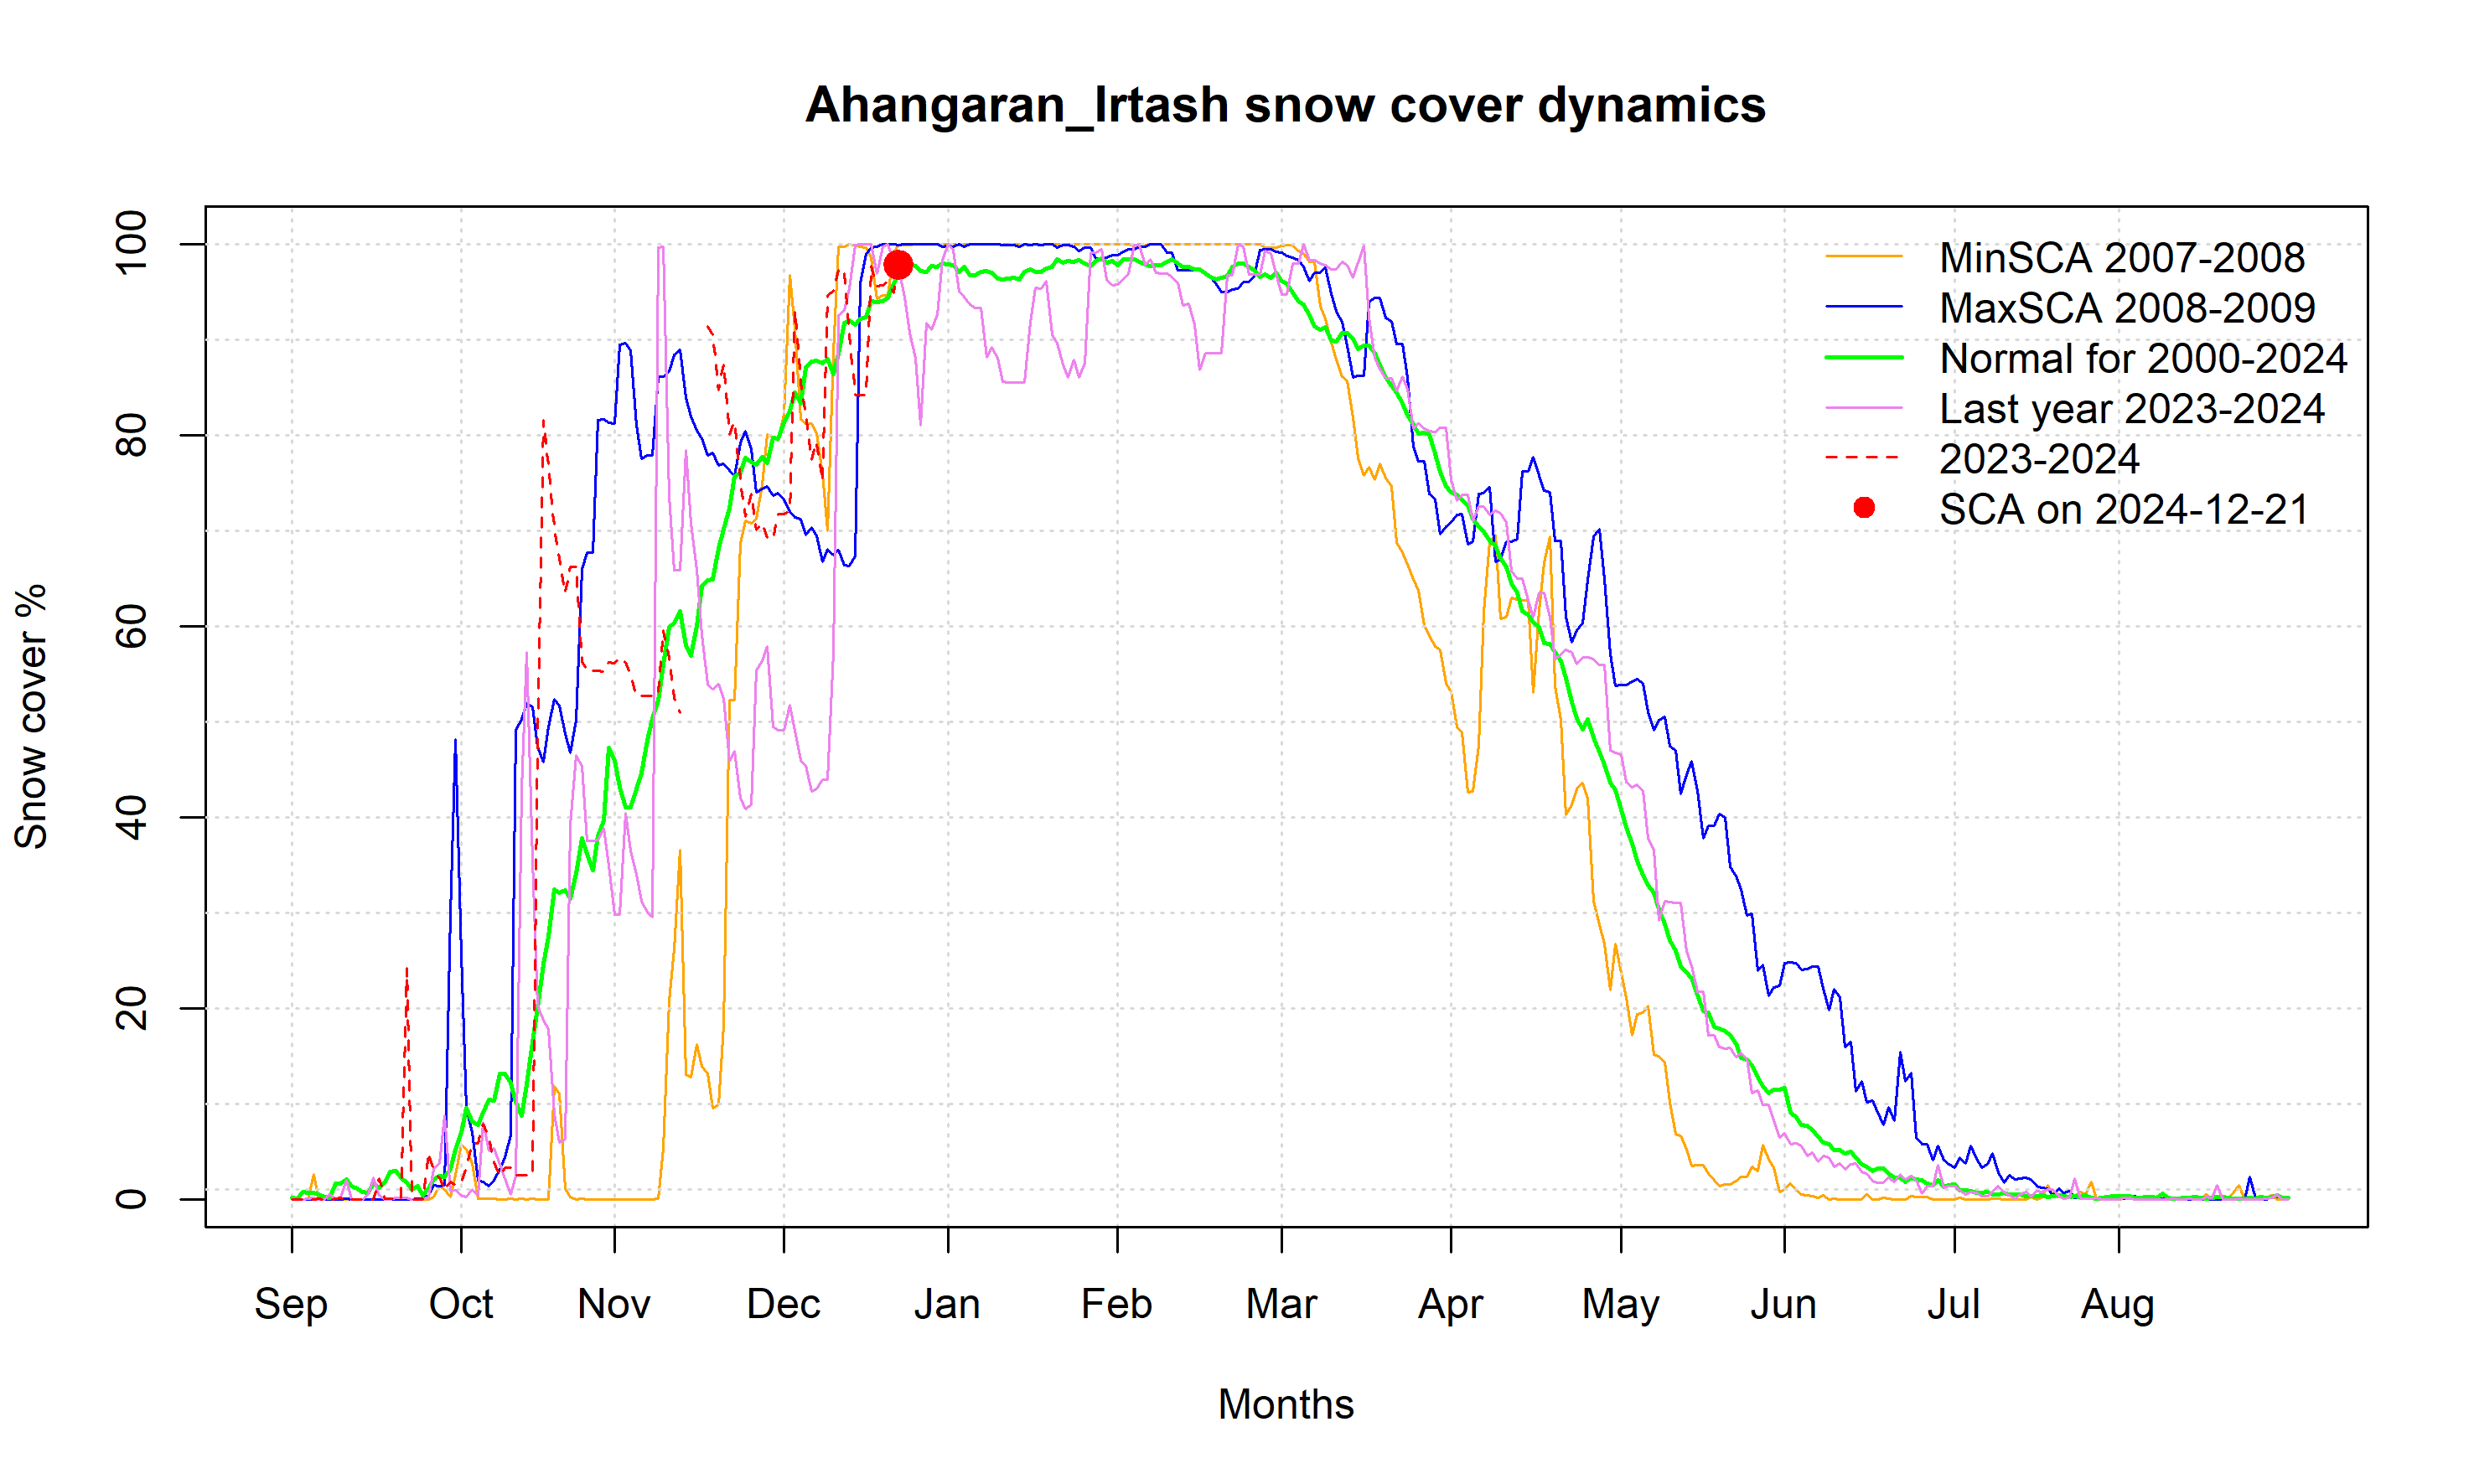 Ahangaran_Irtash snow cover dynamics
MinSCA 2007-2008
MaxSCA 2008-2009
Normal for 2000-2024
Last year 2023-2024
2023-2024
SCA on 2024-12-21
Snow cover %
100
80
60
40
20
0
Sep Oct Nov Dec Jan Feb Mar Apr May Jun Jul Aug
Months